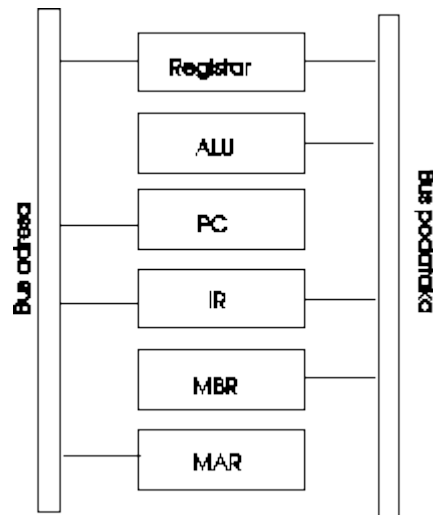 Bus adresa
Registar
ALU
PC
IR
MBR
MAR
Bus podataka